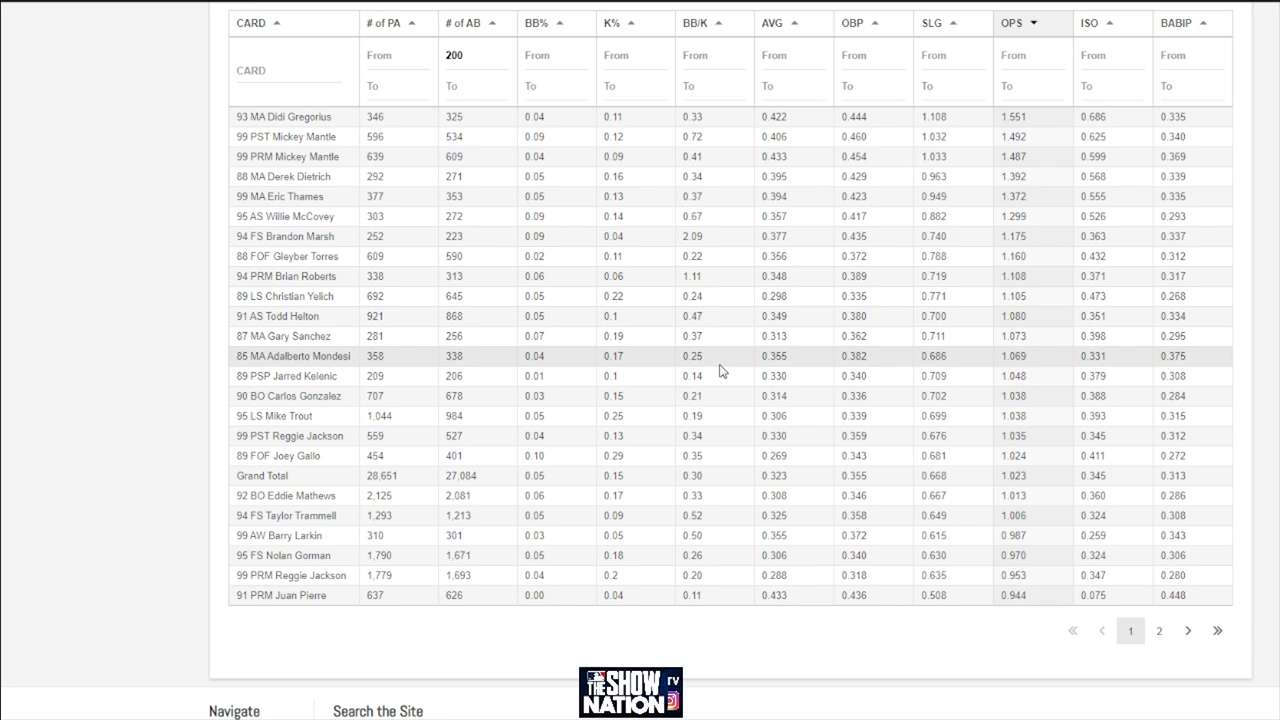 CARD # of PA # of AB BB% K% BB/K AVG OBP SLG OPS ISO BABIP
From 200 From From From From From From From From From
CARD
To To To To To To To To To To To
93 MA Didi Gregorius 346 325 0.04 0.11 0.33 0.422 0.444 1.108 1.551 0.686 0.335
99 PST Mickey Mantle 596 534 0.09 0.12 0.72 0.406 0.460 1.032 1.492 0.625 0.340
99 PRM Mickey Mantle 639 609 0.04 0.09 0.41 0.433 0.454 1.033 1.487 0.599 0.369
88 MA Derek Dietrich 292 271 0.05 0.16 0.34 0.395 0.429 0.963 1.392 0.568 0.339
99 MA Eric Thames 377 353 0.04 0.13 0.37 0.394 0.423 0.949 1.372 0.555 0.335
95 AS Willie McCovey 303 272 0.09 0.14 0.67 0.357 0.417 0.882 1.299 0.526 0.293
94 FS Brandon Marsh 252 223 0.09 0.04 2.09 0.377 0.435 0.740 1.175 0.363 0.337
88 FOF Gleyber Torres 609 590 0.02 0.11 0.22 0.356 0.372 0.788 1.160 0.432 0.312
94 PRM Brian Roberts 338 313 0.06 0.06 1.11 0.348 0.389 0.719 1.108 0.371 0.317
89 LS Christian Yelich 692 645 0.05 0.22 0.24 0.298 0.335 0.771 1.105 0.473 0.268
91 AS Todd Helton 921 868 0.05 0.1 0.47 0.349 0.380 0.700 1.080 0.351 0.334
87 MA Gary Sanchez 281 256 0.07 0.19 0.37 0.313 0.362 0.711 1.073 0.398 0.295
85 MA Adalberto Mondesi 358 338 0.04 0.17 0.25 0.355 0.382 0.686 1.069 0.331 0.375
89 PSP Jarred Kelenic 209 206 0.01 0.1 0.14 0.330 0.340 0.709 1.048 0.379 0.308
90 BO Carlos Gonzalez 707 678 0.03 0.15 0.21 0.314 0.336 0.702 1.038 0.388 0.284
95 LS Mike Trout 1,044 984 0.05 0.25 0.19 0.306 0.339 0.699 1.038 0.393 0.315
99 PST Reggie Jackson 559 527 0.04 0.13 0.34 0.330 0.359 0.676 1.035 0.345 0.312
89 FOF Joey Gallo 454 401 0.10 0.29 0.35 0.269 0.343 0.681 1.024 0.411 0.272
Grand Total 28,651 27,084 0.05 0.15 0.30 0.323 0.355 0.668 1.023 0.345 0.313
92 BO Eddie Mathews 2,125 2,081 0.06 0.17 0.33 0.308 0.346 0.667 1.013 0.360 0.286
94 FS Taylor Trammell 1,293 1,213 0.05 0.09 0.52 0.325 0.358 0.649 1.006 0.324 0.308
99 AW Barry Larkin 310 301 0.03 0.05 0.50 0.355 0.372 0.615 0.987 0.259 0.343
95 FS Nolan Gorman 1,790 1,671 0.05 0.18 0.26 0.306 0.340 0.630 0.970 0.324 0.306
99 PRM Reggie Jackson 1,779 1,693 0.04 0.2 0.20 0.288 0.318 0.635 0.953 0.347 0.280
91 PRM Juan Pierre 637 626 0.00 0.04 0.11 0.433 0.436 0.508 0.944 0.075 0.448
« ‹ 1 2 › »
THE SHOW TV
NATION
Navigate Search the Site